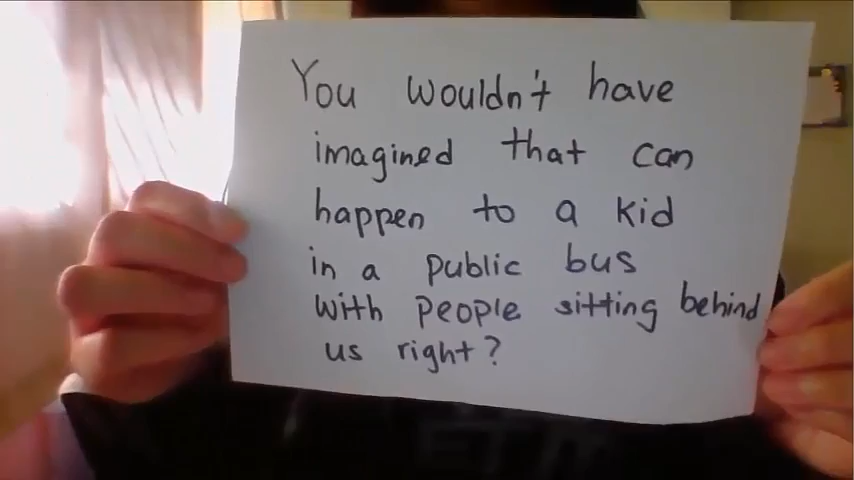 You wouldn't have
imagined that can
happen to a kid
in a public bus
with people sitting behind
us right?